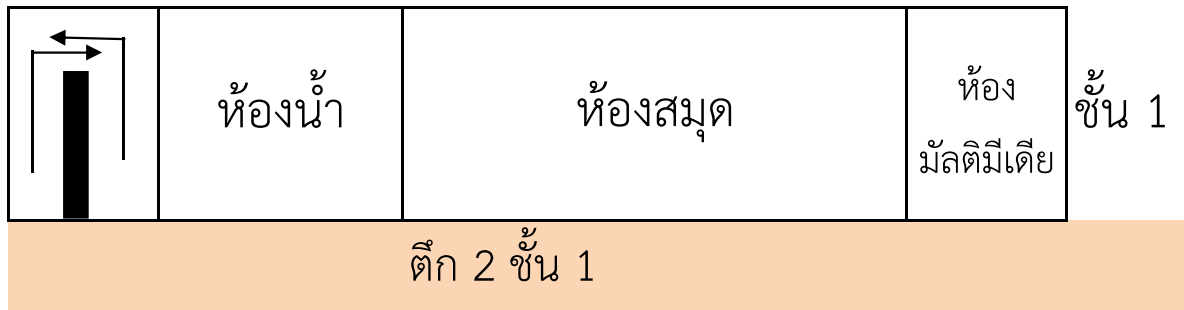 ห้องน้ำ
ห้องสมุด
ห้อง
มัลติมีเดีย
ชั้น 1
ตึก 2 ชั้น 1